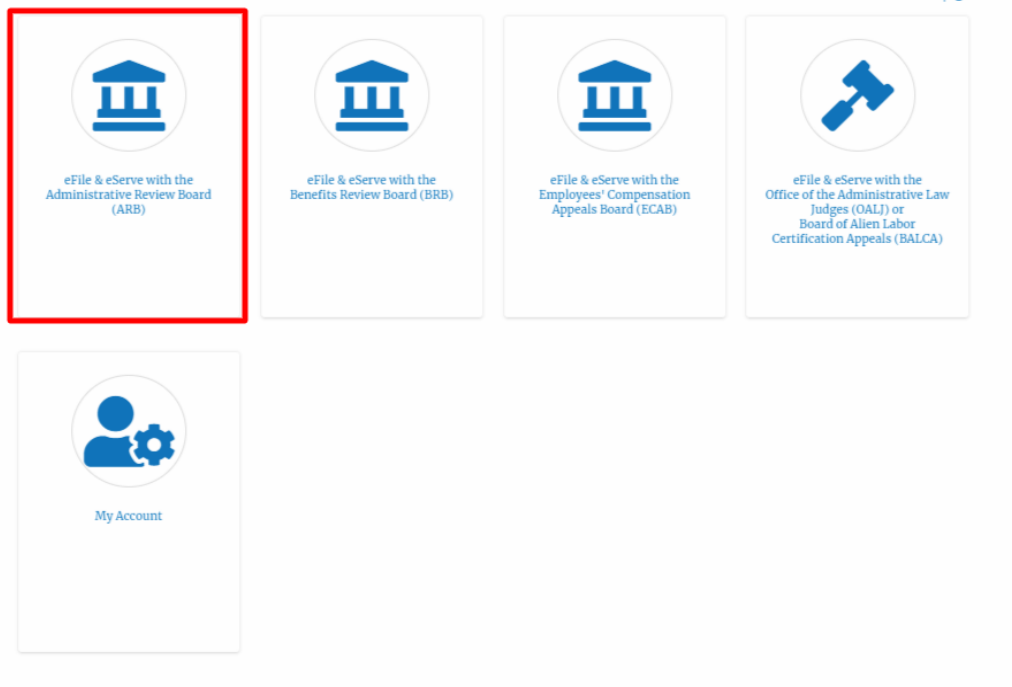 eFile & eServe with the
Administrative Review Board
(ARB)
eFile & eServe with the
Benefits Review Board (BRB)
eFile & eServe with the
Employees' Compensation
Appeals Board (ECAB)
eFile & eServe with the
Office of the Administrative Law
Judges (OALJ) or
Board of Alien Labor
Certification Appeals (BALCA)
My Account